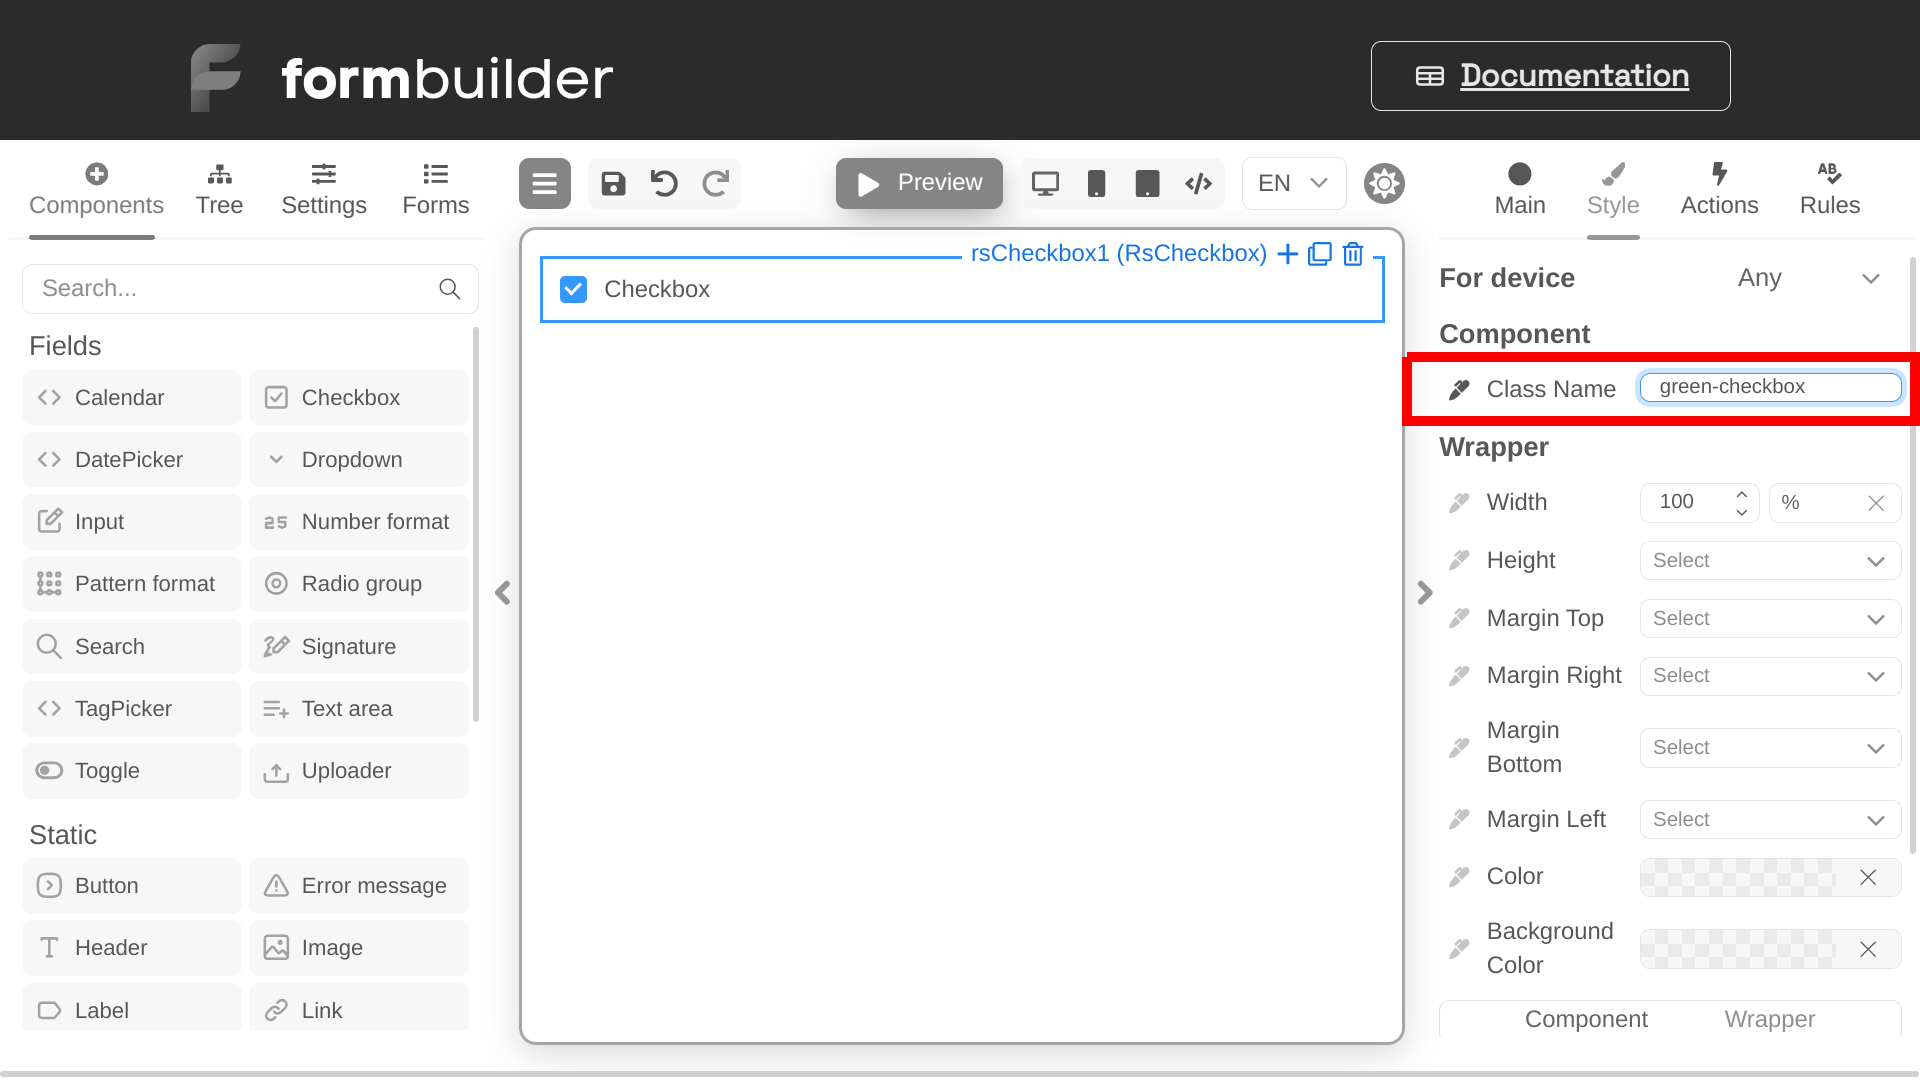 formbuilder
Documentation
Components
Tree
Settings
Forms
Preview
EN
Main
Style
Actions
AB
Rules
Search...
Fields
Calendar
Checkbox
DatePicker
Dropdown
Input
25
Number format
Pattern format
Radio group
Search
Signature
TagPicker
Text area
Toggle
Uploader
Static
Button
Error message
Header
Image
Label
Link
rsCheckbox1 (RsCheckbox)
Checkbox
For device
Any
Component
Class Name
green-checkbox
Wrapper
Width
100
%
Height
Select
Margin Top
Select
Margin Right
Select
Margin
Bottom
Select
Margin Left
Select
Color
Background
Color
Component
Wrapper